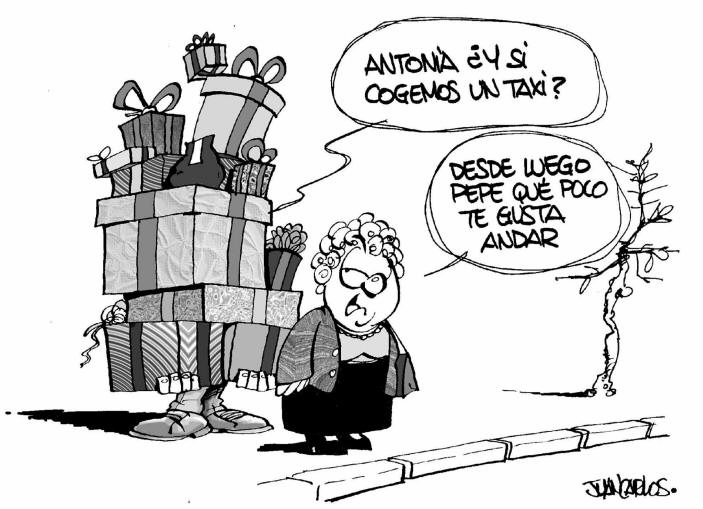 ANTONIA ¿Y SI
COGEMOS UN TAXI?
DESDE LUEGO
PEPE QUÉ POCO
TE GUSTA
ANDAR
JUAN CARLOS.